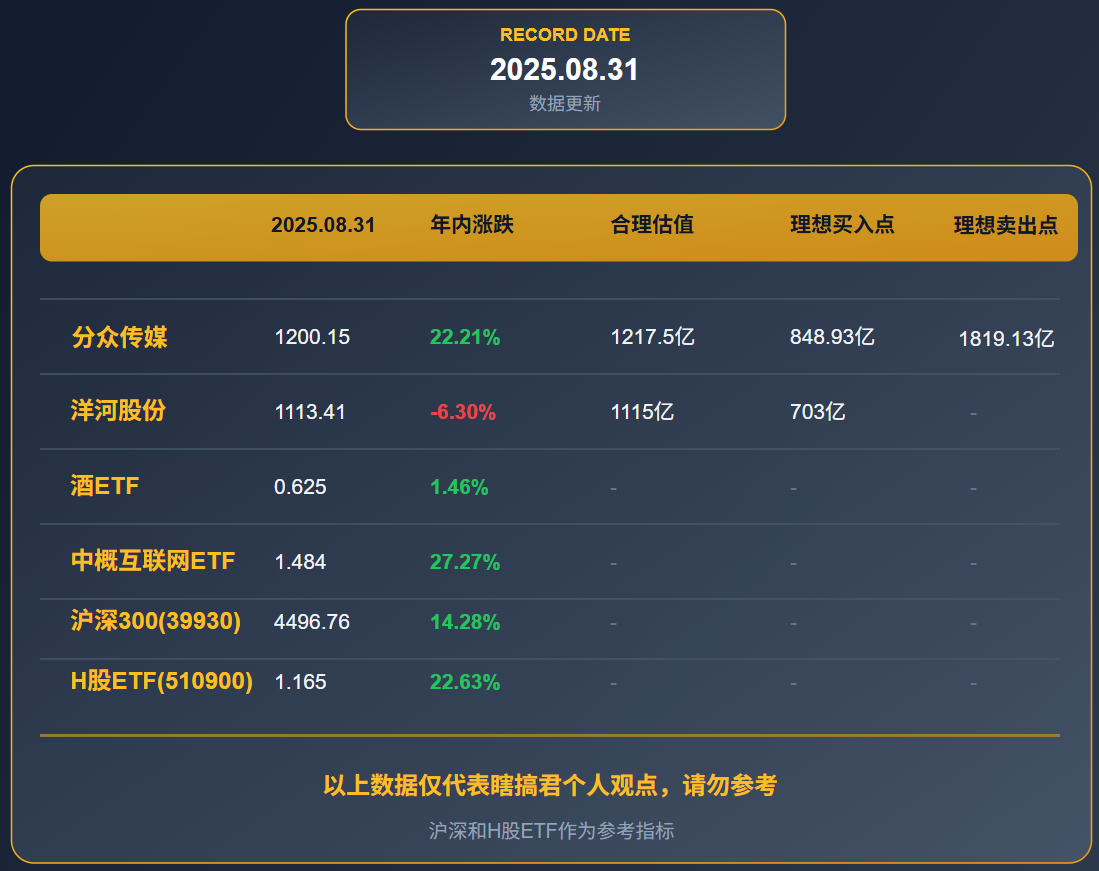 RECORD DATE
2025.08.31
数据更新
2025.08.31 年内涨跌 合理估值 理想买入点 理想卖出点
分众传媒 1200.15 22.21% 1217.5亿 848.93亿 1819.13亿
洋河股份 1113.41 -6.30% 1115亿 703亿 -
酒ETF 0.625 1.46% - - -
中概互联网ETF 1.484 27.27% - - -
沪深300(39930) 4496.76 14.28% - - -
H股ETF(510900) 1.165 22.63% - - -
以上数据仅代表瞎搞君个人观点，请勿参考
沪深和H股ETF作为参考指标